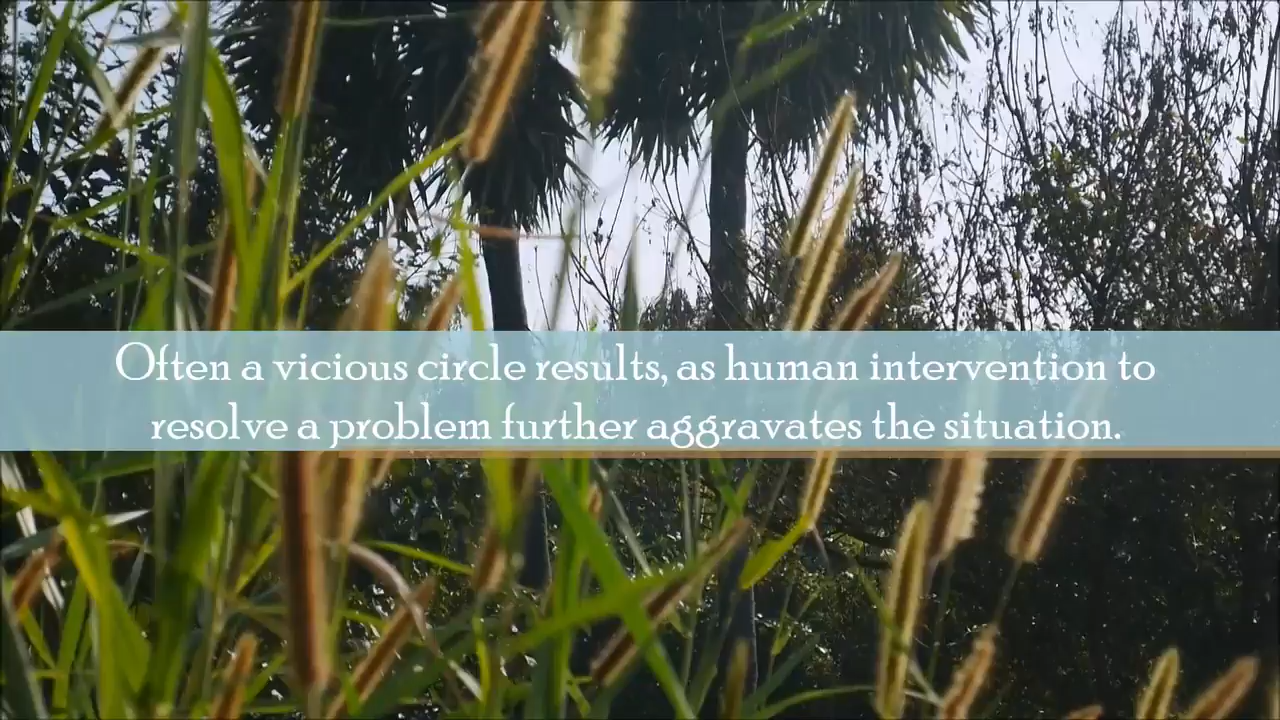 Often a vicious circle results, as human intervention to
resolve a problem further aggravates the situation.